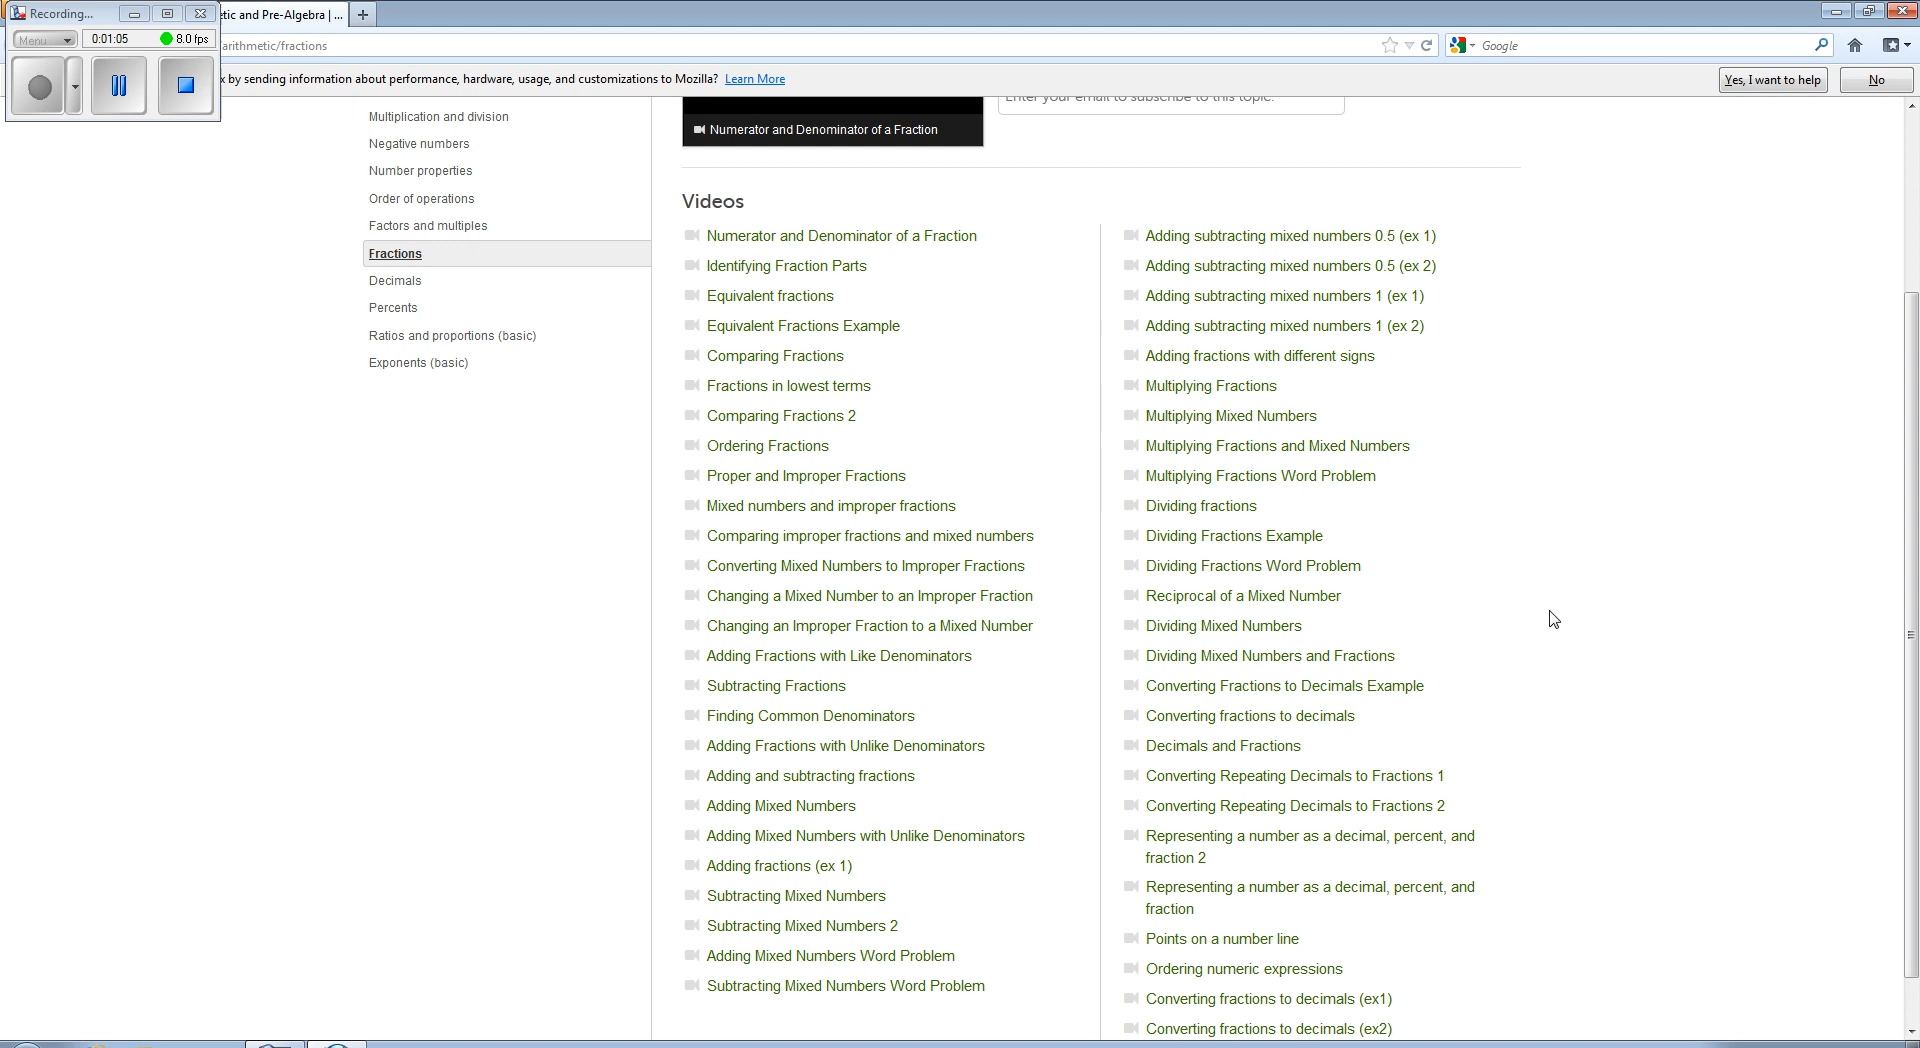 Recording...
etic and Pre-Algebra | ...
Menu
0:01:05
8.0 fps
arithmetic/fractions
Google
x by sending information about performance, hardware, usage, and customizations to Mozilla? Learn More
Yes, I want to help
No
Multiplication and division
Negative numbers
Number properties
Order of operations
Factors and multiples
Fractions
Decimals
Percents
Ratios and proportions (basic)
Exponents (basic)
Enter your email to subscribe to this topic.
Numerator and Denominator of a Fraction
Videos
Numerator and Denominator of a Fraction
Identifying Fraction Parts
Equivalent fractions
Equivalent Fractions Example
Comparing Fractions
Fractions in lowest terms
Comparing Fractions 2
Ordering Fractions
Proper and Improper Fractions
Mixed numbers and improper fractions
Comparing improper fractions and mixed numbers
Converting Mixed Numbers to Improper Fractions
Changing a Mixed Number to an Improper Fraction
Changing an Improper Fraction to a Mixed Number
Adding Fractions with Like Denominators
Subtracting Fractions
Finding Common Denominators
Adding Fractions with Unlike Denominators
Adding and subtracting fractions
Adding Mixed Numbers
Adding Mixed Numbers with Unlike Denominators
Adding fractions (ex 1)
Subtracting Mixed Numbers
Subtracting Mixed Numbers 2
Adding Mixed Numbers Word Problem
Subtracting Mixed Numbers Word Problem
Adding subtracting mixed numbers 0.5 (ex 1)
Adding subtracting mixed numbers 0.5 (ex 2)
Adding subtracting mixed numbers 1 (ex 1)
Adding subtracting mixed numbers 1 (ex 2)
Adding fractions with different signs
Multiplying Fractions
Multiplying Mixed Numbers
Multiplying Fractions and Mixed Numbers
Multiplying Fractions Word Problem
Dividing fractions
Dividing Fractions Example
Dividing Fractions Word Problem
Reciprocal of a Mixed Number
Dividing Mixed Numbers
Dividing Mixed Numbers and Fractions
Converting Fractions to Decimals Example
Converting fractions to decimals
Decimals and Fractions
Converting Repeating Decimals to Fractions 1
Converting Repeating Decimals to Fractions 2
Representing a number as a decimal, percent, and
fraction 2
Representing a number as a decimal, percent, and
fraction
Points on a number line
Ordering numeric expressions
Converting fractions to decimals (ex1)
Converting fractions to decimals (ex2)